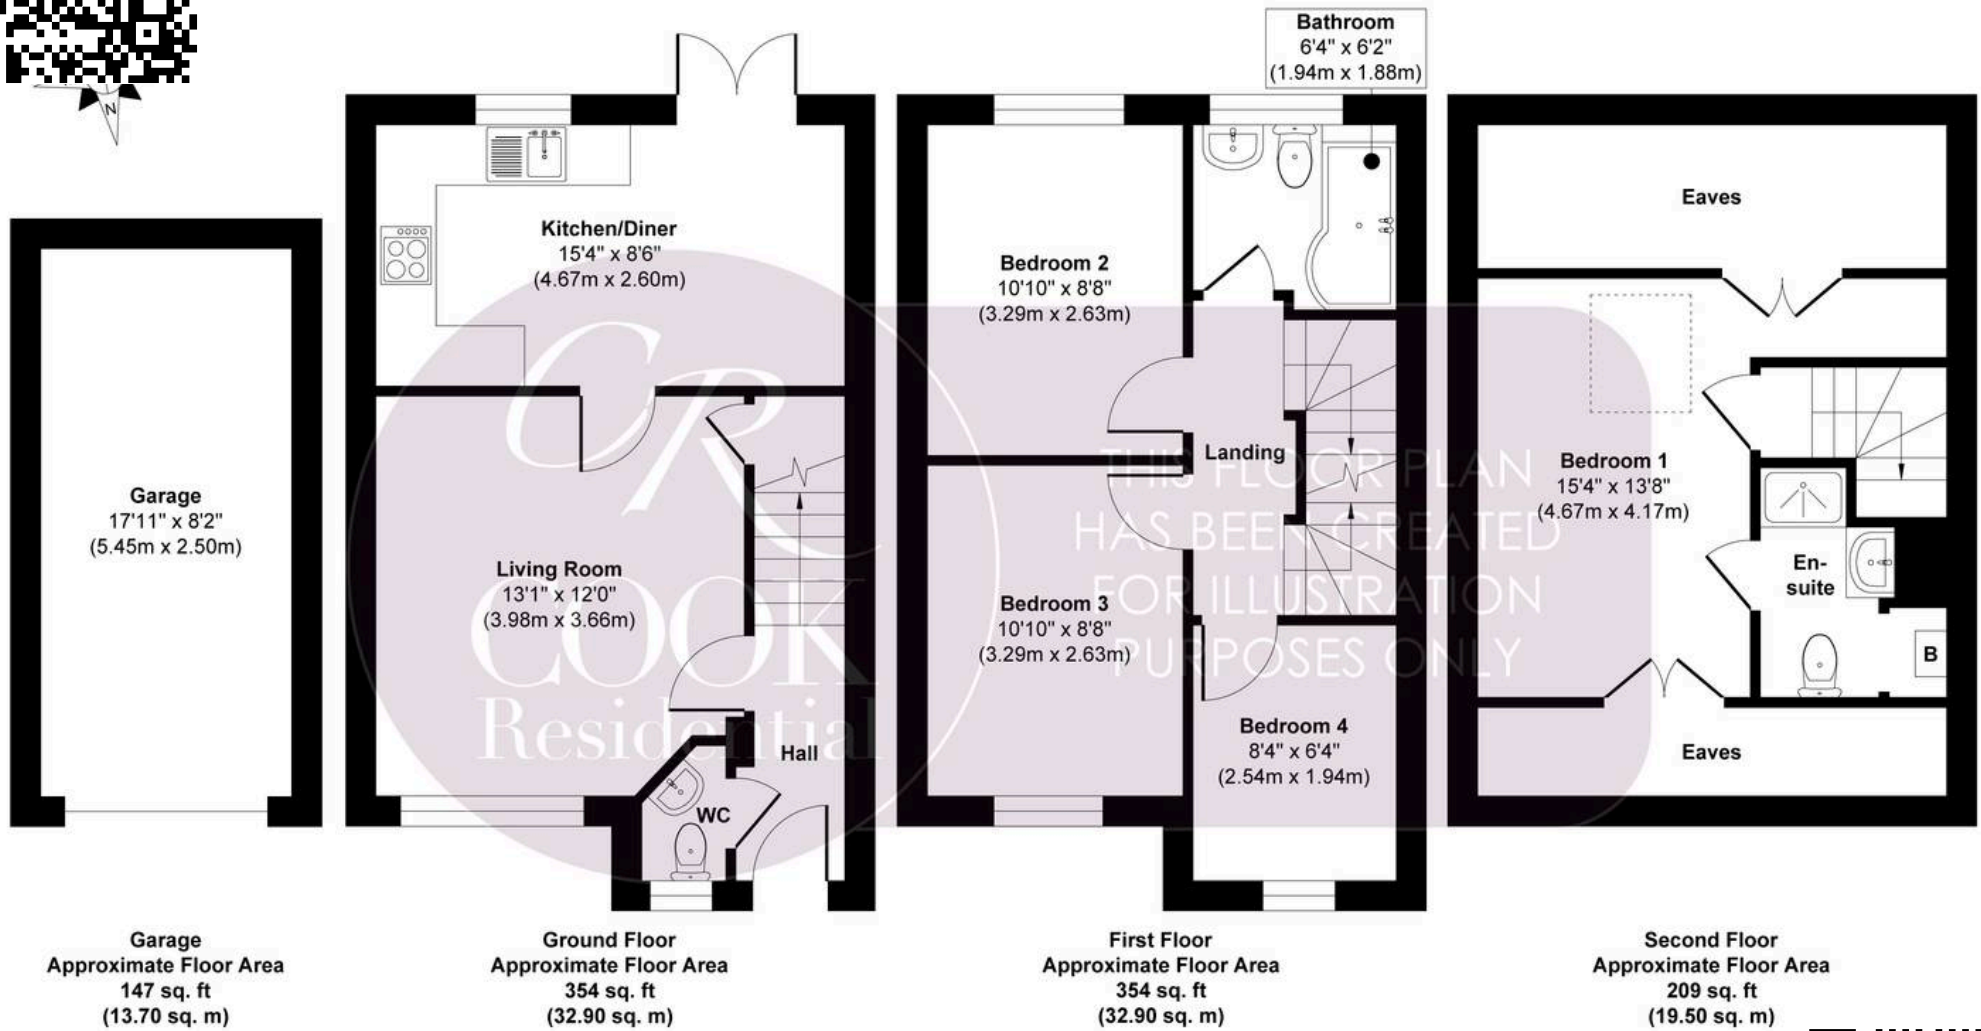 N
Bathroom
6'4" x 6'2"
(1.94m x 1.88m)
Kitchen/Diner
15'4" x 8'6"
(4.67m x 2.60m)
Bedroom 2
10'10" x 8'8"
(3.29m x 2.63m)
Eaves
Garage
17'11" x 8'2"
(5.45m x 2.50m)
Living Room
13'1" x 12'0"
(3.98m x 3.66m)
Hall
WC
Landing
Bedroom 3
10'10" x 8'8"
(3.29m x 2.63m)
Bedroom 4
8'4" x 6'4"
(2.54m x 1.94m)
Bedroom 1
15'4" x 13'8"
(4.67m x 4.17m)
En-
suite
B
Eaves
CR
COOK
Residential
THIS FLOOR PLAN
HAS BEEN CREATED
FOR ILLUSTRATION
PURPOSES ONLY
Garage
Approximate Floor Area
147 sq. ft
(13.70 sq. m)
Ground Floor
Approximate Floor Area
354 sq. ft
(32.90 sq. m)
First Floor
Approximate Floor Area
354 sq. ft
(32.90 sq. m)
Second Floor
Approximate Floor Area
209 sq. ft
(19.50 sq. m)